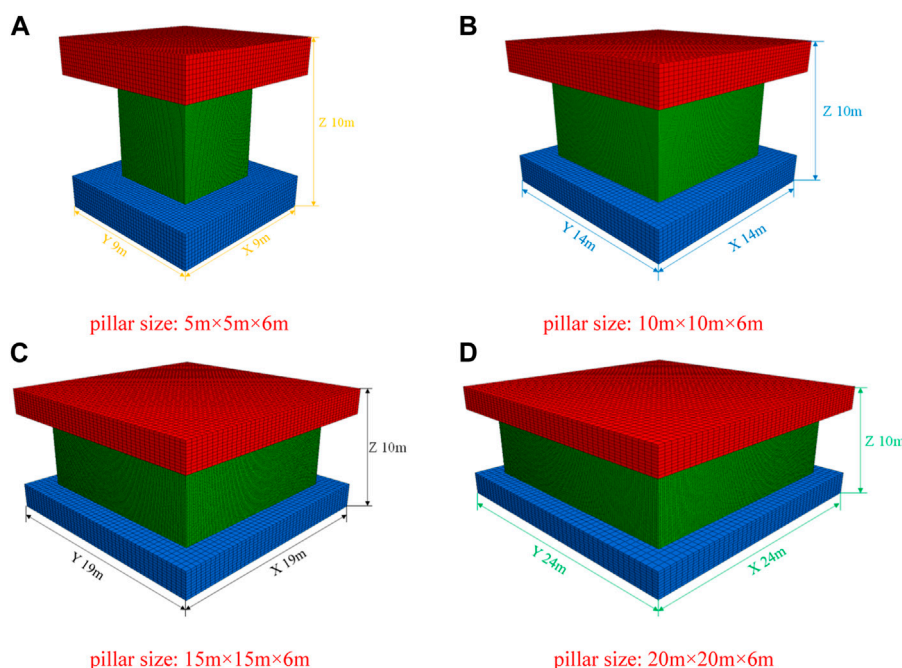 A
Z 10m
Y 9m
X 9m
pillar size: 5m×5m×6m
B
Z 10m
Y 14m
X 14m
pillar size: 10m×10m×6m
C
Z 10m
Y 19m
X 19m
pillar size: 15m×15m×6m
D
Z 10m
Y 24m
X 24m
pillar size: 20m×20m×6m